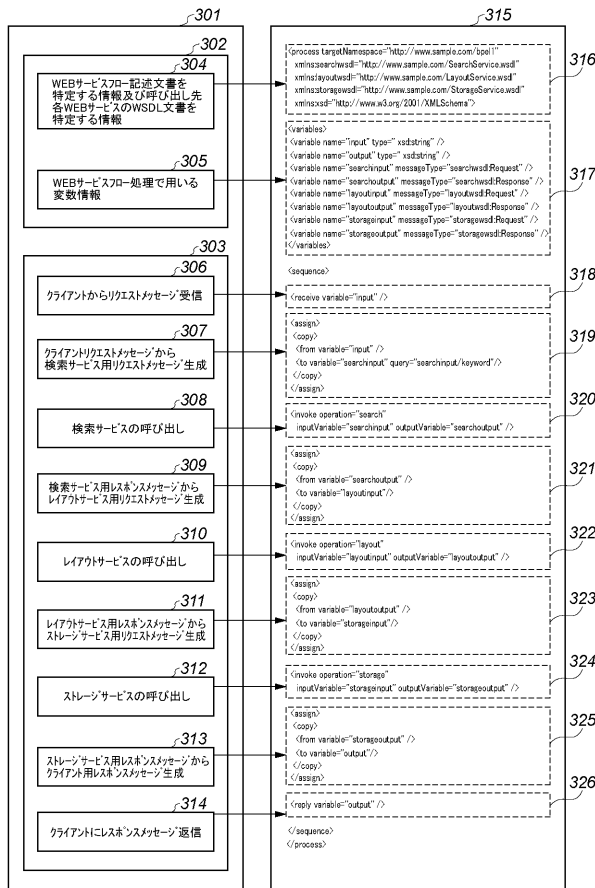 301
302
304
WEBサービスフロー記述文書を
特定する情報及び呼び出し先
各WEBサービスのWSDL文書を
特定する情報
305
WEBサービスフロー処理で用いる
変数情報
303
306
クライアントからリクエストメッセージ受信
307
クライアントリクエストメッセージから
検索サービス用リクエストメッセージ生成
308
検索サービスの呼び出し
309
検索サービス用レスポンスメッセージから
レイアウトサービス用リクエストメッセージ生成
310
レイアウトサービスの呼び出し
311
レイアウトサービス用レスポンスメッセージから
ストレージサービス用リクエストメッセージ生成
312
ストレージサービスの呼び出し
313
ストレージサービス用レスポンスメッセージから
クライアント用レスポンスメッセージ生成
314
クライアントにレスポンスメッセージ返信
315
<process targetNamespace="http://www.sample.com/bpel1"
xmlns:searchwsdl="http://www.sample.com/SearchService.wsdl"
xmlns:layoutwsdl="http://www.sample.com/LayoutService.wsdl"
xmlns:storagewsdl="http://www.sample.com/StorageService.wsdl"
xmlns:xsd="http://www.w3.org/2001/XMLSchema">
316
<variables>
<variable name="input" type=" xsd:string" />
<variable name="output" type=" xsd:string" />
<variable name="searchinput" messageType="searchwsdl:Request" />
<variable name="searchoutput" messageType="searchwsdl:Response" />
<variable name="layoutinput" messageType="layoutwsdl:Request" />
<variable name="layoutoutput" messageType="layoutwsdl:Response" />
<variable name="storageinput" messageType="storagewsdl:Request" />
<variable name="storageoutput" messageType="storagewsdl:Response" />
</variables>
317
<sequence>
<receive variable="input" />
318
<assign>
<copy>
<from variable="input" />
<to variable="searchinput" query="searchinput/keyword"/>
</copy>
</assign>
319
<invoke operation="search"
inputVariable="searchinput" outputVariable="searchoutput" />
320
<assign>
<copy>
<from variable="searchoutput" />
<to variable="layoutinput"/>
</copy>
</assign>
321
<invoke operation="layout"
inputVariable="layoutinput" outputVariable="layoutoutput" />
322
<assign>
<copy>
<from variable="layoutoutput" />
<to variable="storageinput"/>
</copy>
</assign>
323
<invoke operation="storage"
inputVariable="storageinput" outputVariable="storageoutput" />
324
<assign>
<copy>
<from variable="storageoutput" />
<to variable="output"/>
</copy>
</assign>
325
<reply variable="output" />
326
</sequence>
</process>